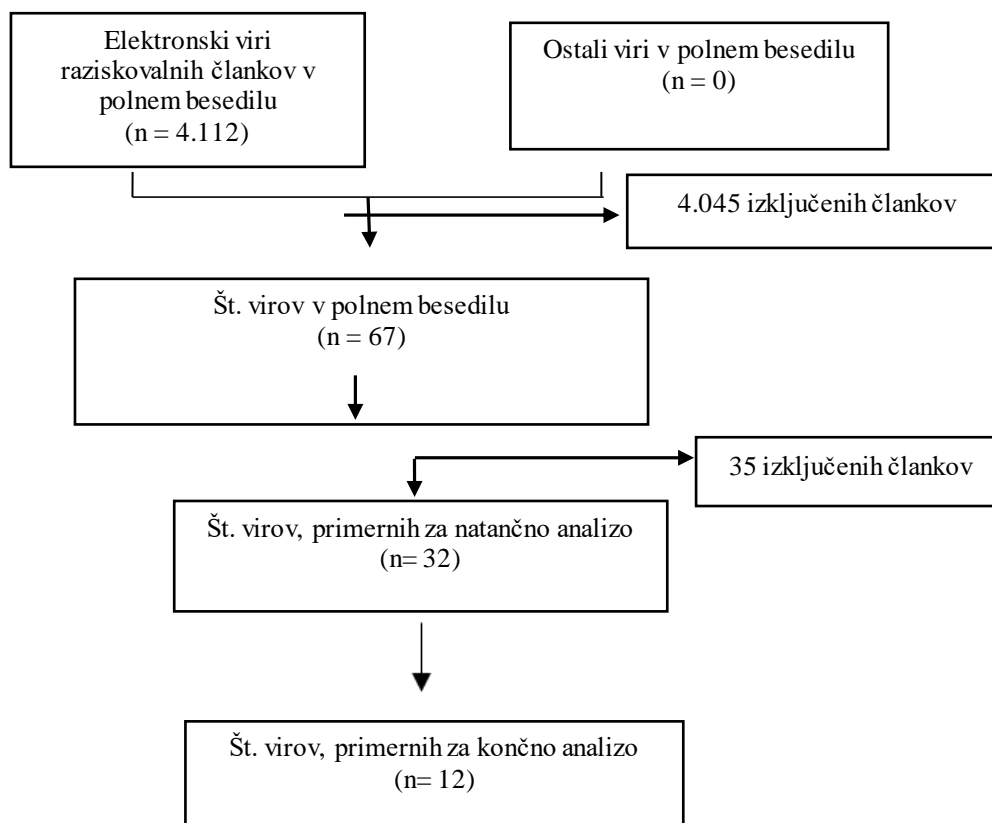 Elektronski viri
raziskovalnih člankov v
polnem besedilu
(n = 4.112)
Ostali viri v polnem besedilu
(n = 0)
4.045 izključenih člankov
Št. virov v polnem besedilu
(n = 67)
35 izključenih člankov
Št. virov, primernih za natančno analizo
(n= 32)
Št. virov, primernih za končno analizo
(n= 12)